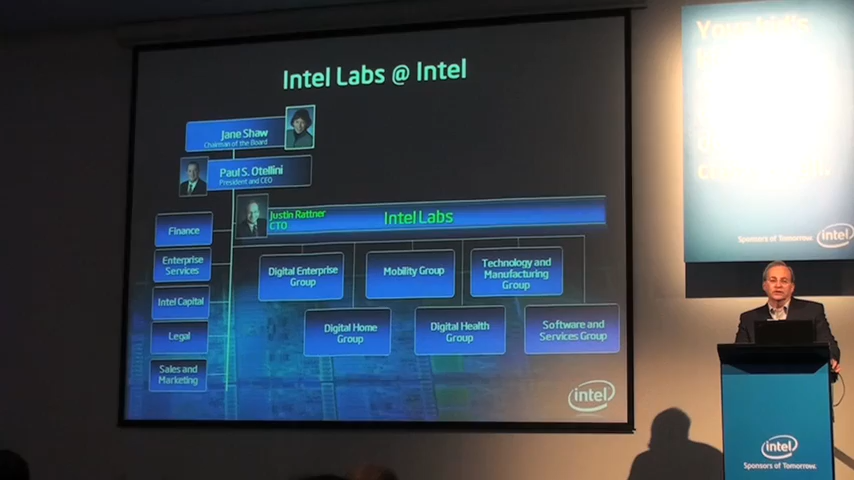 Intel Labs @ Intel
Jane Shaw
Chairman of the Board
Paul S. Otellini
President and CEO
Justin Rattner
CTO
Intel Labs
Finance
Enterprise
Services
Intel Capital
Legal
Sales and
Marketing
Digital Enterprise
Group
Mobility Group
Technology and
Manufacturing
Group
Digital Home
Group
Digital Health
Group
Software and
Services Group
intel
Sponsors of Tomorrow.
intel
intel
Sponsors of Tomorrow.